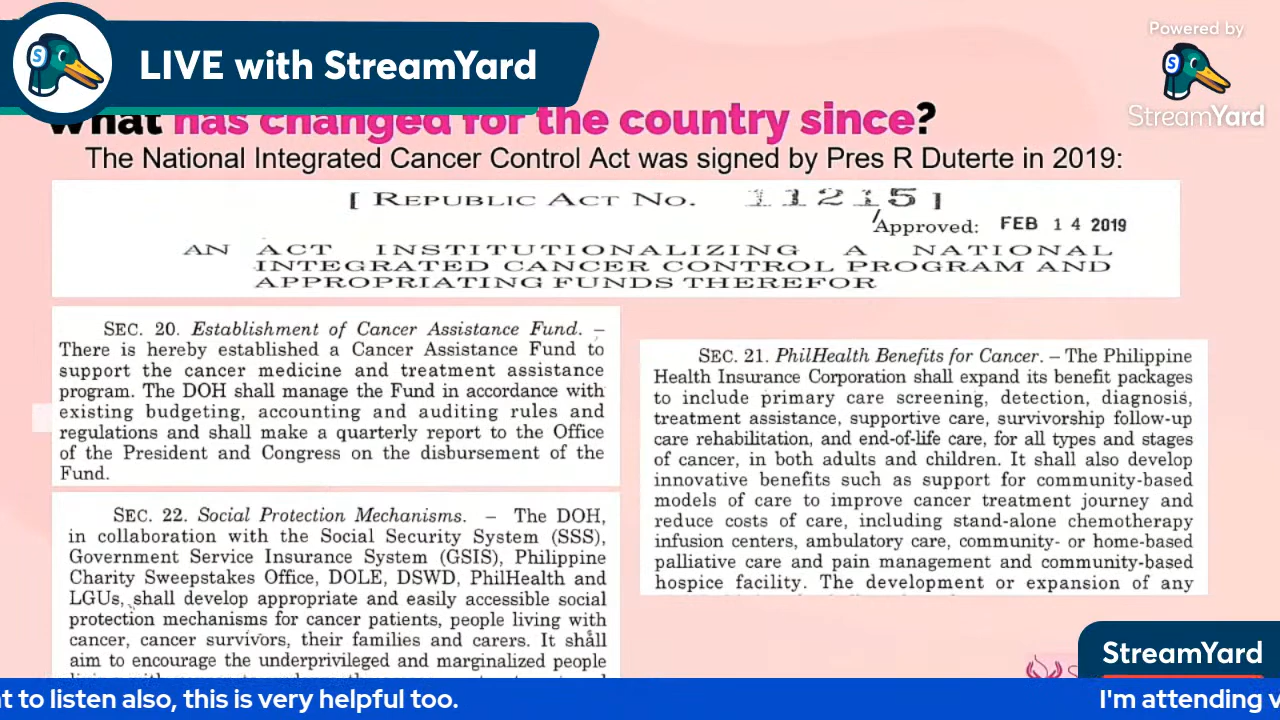 LIVE with StreamYard
Powered by
StreamYard
What has changed for the country since?
The National Integrated Cancer Control Act was signed by Pres R Duterte in 2019:
[ REPUBLIC ACT NO. 11215 ]
Approved: FEB 14 2019
AN ACT INSTITUTIONALIZING A NATIONAL
INTEGRATED CANCER CONTROL PROGRAM AND
APPROPRIATING FUNDS THEREFOR
SEC. 20. Establishment of Cancer Assistance Fund. –
There is hereby established a Cancer Assistance Fund to
support the cancer medicine and treatment assistance
program. The DOH shall manage the Fund in accordance with
existing budgeting, accounting and auditing rules and
regulations and shall make a quarterly report to the Office
of the President and Congress on the disbursement of the
Fund.
SEC. 22. Social Protection Mechanisms. – The DOH,
in collaboration with the Social Security System (SSS),
Government Service Insurance System (GSIS), Philippine
Charity Sweepstakes Office, DOLE, DSWD, PhilHealth and
LGUs, shall develop appropriate and easily accessible social
protection mechanisms for cancer patients, people living with
cancer, cancer survivors, their families and carers. It shall
aim to encourage the underprivileged and marginalized people
SEC. 21. PhilHealth Benefits for Cancer. – The Philippine
Health Insurance Corporation shall expand its benefit packages
to include primary care screening, detection, diagnosis,
treatment assistance, supportive care, survivorship follow-up
care rehabilitation, and end-of-life care, for all types and stages
of cancer, in both adults and children. It shall also develop
innovative benefits such as support for community-based
models of care to improve cancer treatment journey and
reduce costs of care, including stand-alone chemotherapy
infusion centers, ambulatory care, community- or home-based
palliative care and pain management and community-based
hospice facility. The development or expansion of any
StreamYard
to listen also, this is very helpful too.
I'm attending